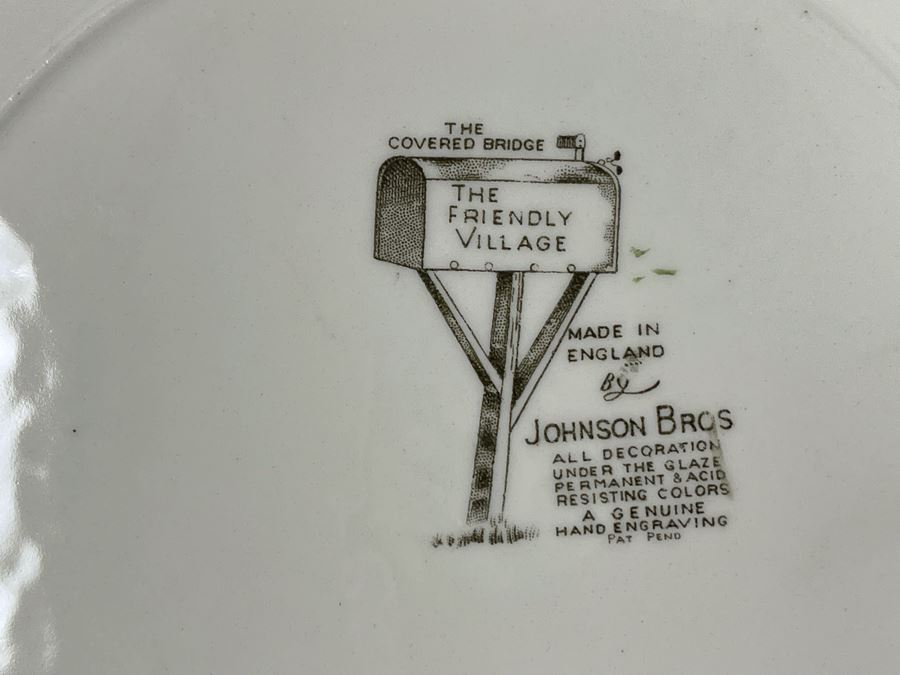 THE
COVERED BRIDGE
THE
FRIENDLY
VILLAGE
MADE IN
ENGLAND
By
JOHNSON BROS
ALL DECORATION
UNDER THE GLAZE
PERMANENT & ACID
RESISTING COLORS
A GENUINE
HAND ENGRAVING
PAT PEND